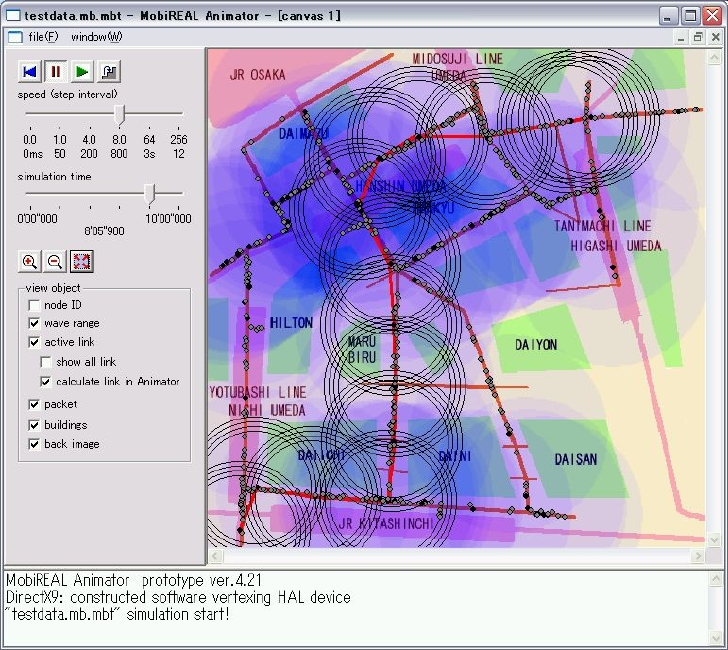 testdata.mb.mbt - MobiREAL Animator - [canvas 1]
file(F) window(W)
speed (step interval)
0.0 1.0 4.0 8.0 64 256
0ms 50 200 800 3s 12
simulation time
0'00"000 10'00"000
8'05"900
view object
node ID
wave range
active link
show all link
calculate link in Animator
packet
buildings
back image
JR OSAKA
MIDOSUJI LINE
UMEDA
DAIMARU
HANSHIN UMEDA
HANKYU
TANIMACHI LINE
HIGASHI UMEDA
HILTON
MARU
BIRU
DAIYON
YOTUBASHI LINE
NISHI UMEDA
DAIICHI
DAINI
DAISAN
JR KITASHINCHI
MobiREAL Animator prototype ver.4.21
DirectX9: constructed software vertexing HAL device
"testdata.mb.mbt" simulation start!